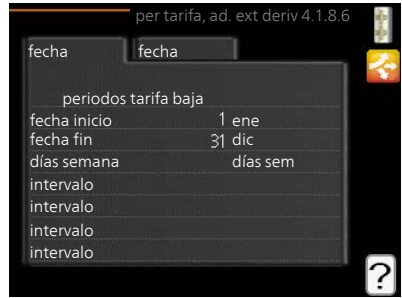 per tarifa, ad. ext deriv 4.1.8.6
fecha fecha
periodos tarifa baja
fecha inicio 1 ene
fecha fin 31 dic
días semana días sem
intervalo
intervalo
intervalo
intervalo
?